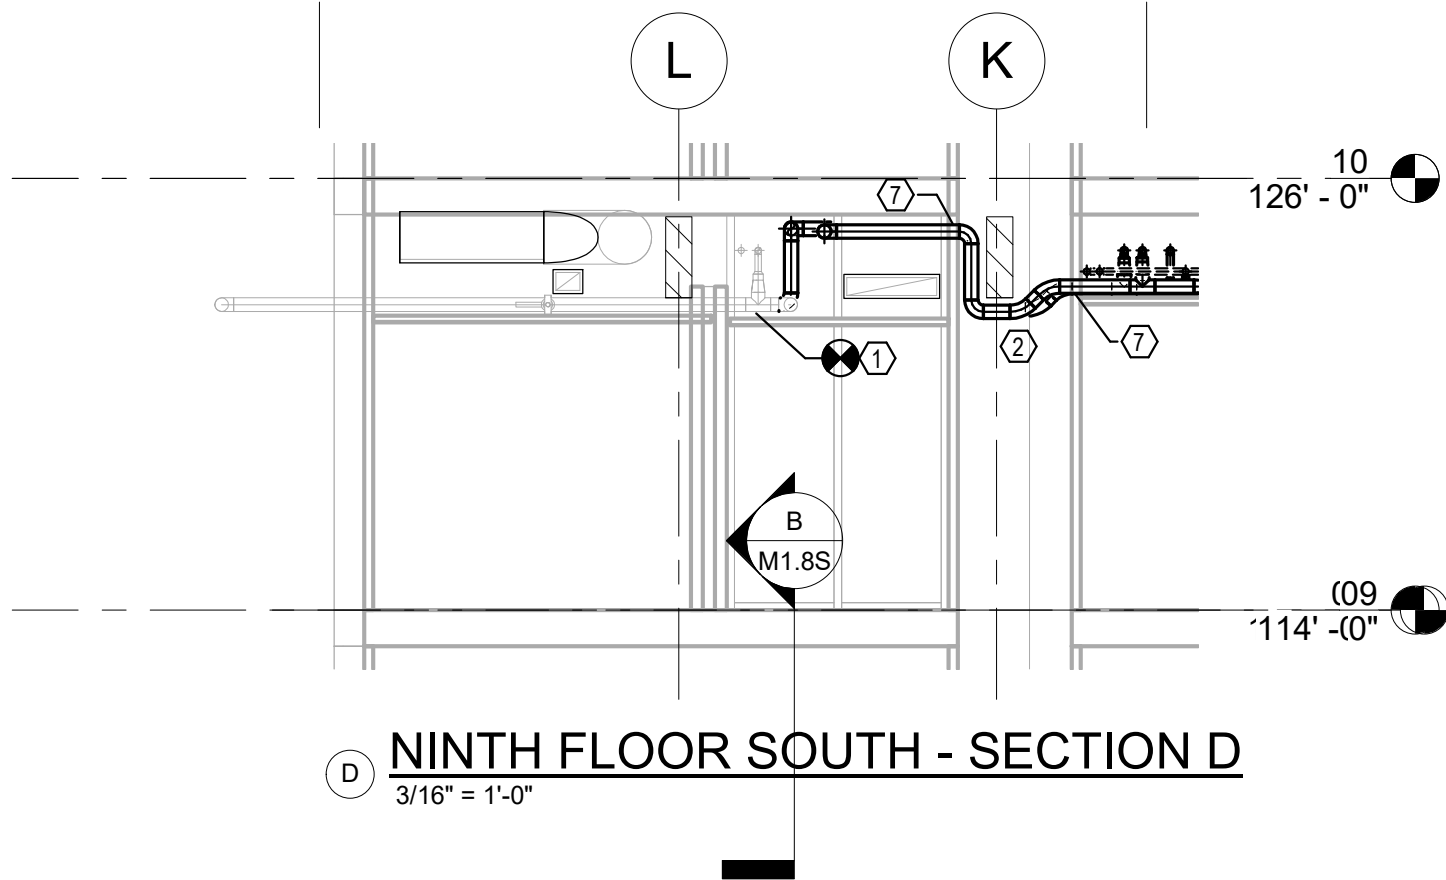 L
K
10
126' - 0"
7
7
2
1
B
M1.8S
09
114' - 0"
D
NINTH FLOOR SOUTH - SECTION D
3/16" = 1'-0"